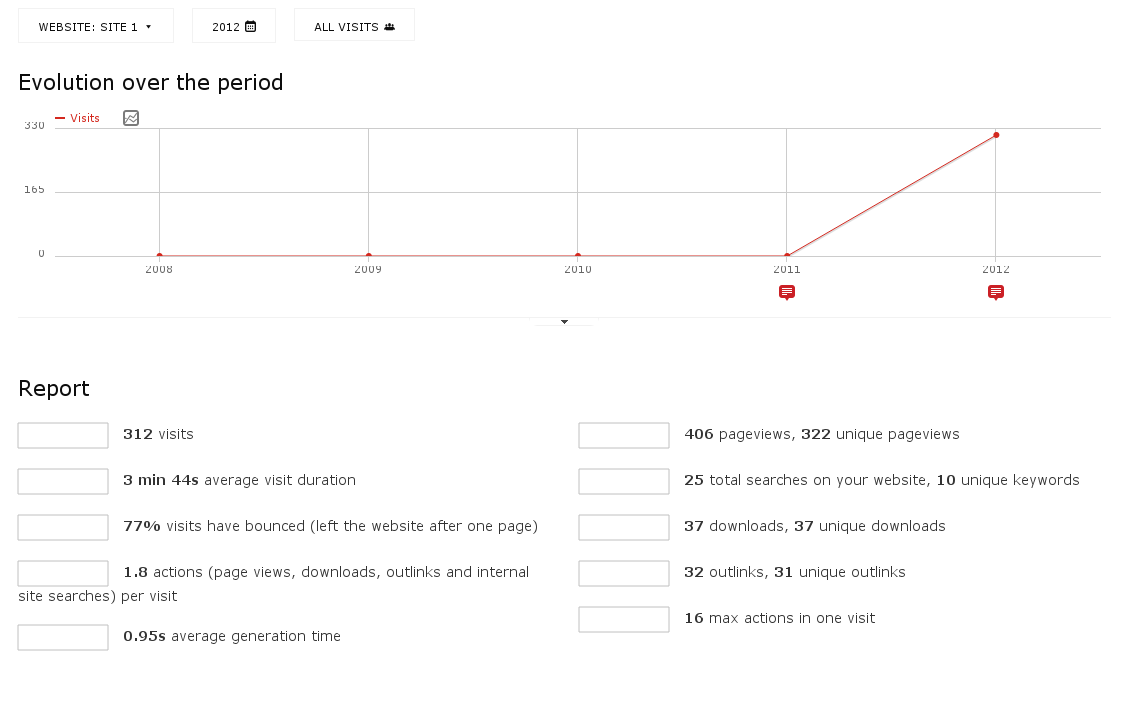 WEBSITE: SITE 1
2012
ALL VISITS
Evolution over the period
Visits
330
165
0
2008 2009 2010 2011 2012
Report
312 visits
3 min 44s average visit duration
77% visits have bounced (left the website after one page)
1.8 actions (page views, downloads, outlinks and internal
site searches) per visit
0.95s average generation time
406 pageviews, 322 unique pageviews
25 total searches on your website, 10 unique keywords
37 downloads, 37 unique downloads
32 outlinks, 31 unique outlinks
16 max actions in one visit